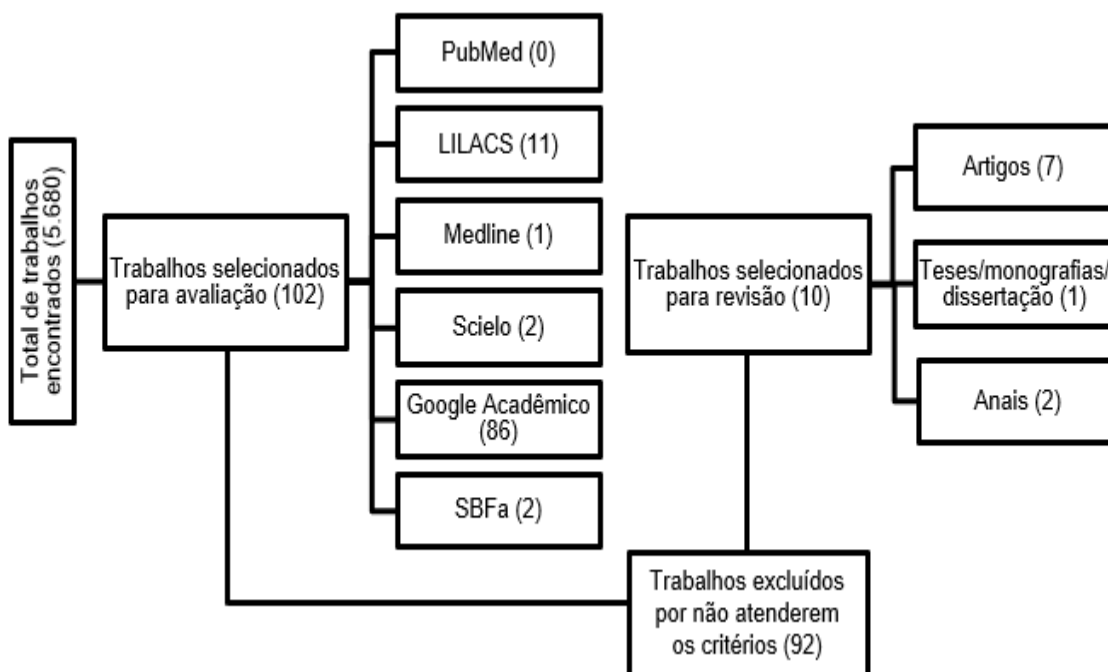 Total de trabalhos
encontrados (5.680)
Trabalhos selecionados
para avaliação (102)
PubMed (0)
LILACS (11)
Medline (1)
Scielo (2)
Google Acadêmico
(86)
SBFa (2)
Trabalhos excluídos
por não atenderem
os critérios (92)
Trabalhos selecionados
para revisão (10)
Artigos (7)
Teses/monografias/
dissertação (1)
Anais (2)